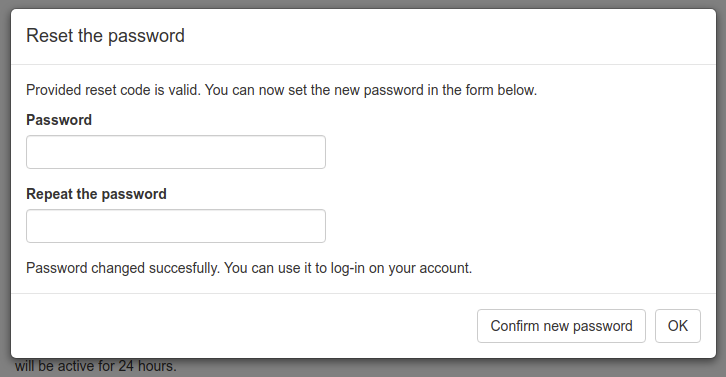 Reset the password
Provided reset code is valid. You can now set the new password in the form below.
Password
Repeat the password
Password changed succesfully. You can use it to log-in on your account.
Confirm new password OK
will be active for 24 hours.